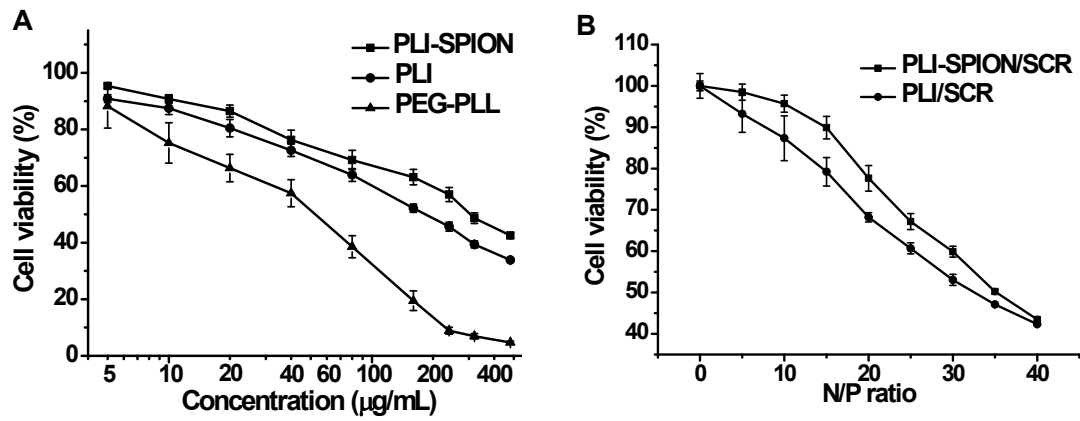 A
PLI-SPION
PLI
PEG-PLL
100
80
60
40
20
0
Cell viability (%)
5 10 20 40 60 100 200 400
Concentration (μg/mL)
B
PLI-SPION/SCR
PLI/SCR
110
100
90
80
70
60
50
40
Cell viability (%)
0 10 20 30 40
N/P ratio